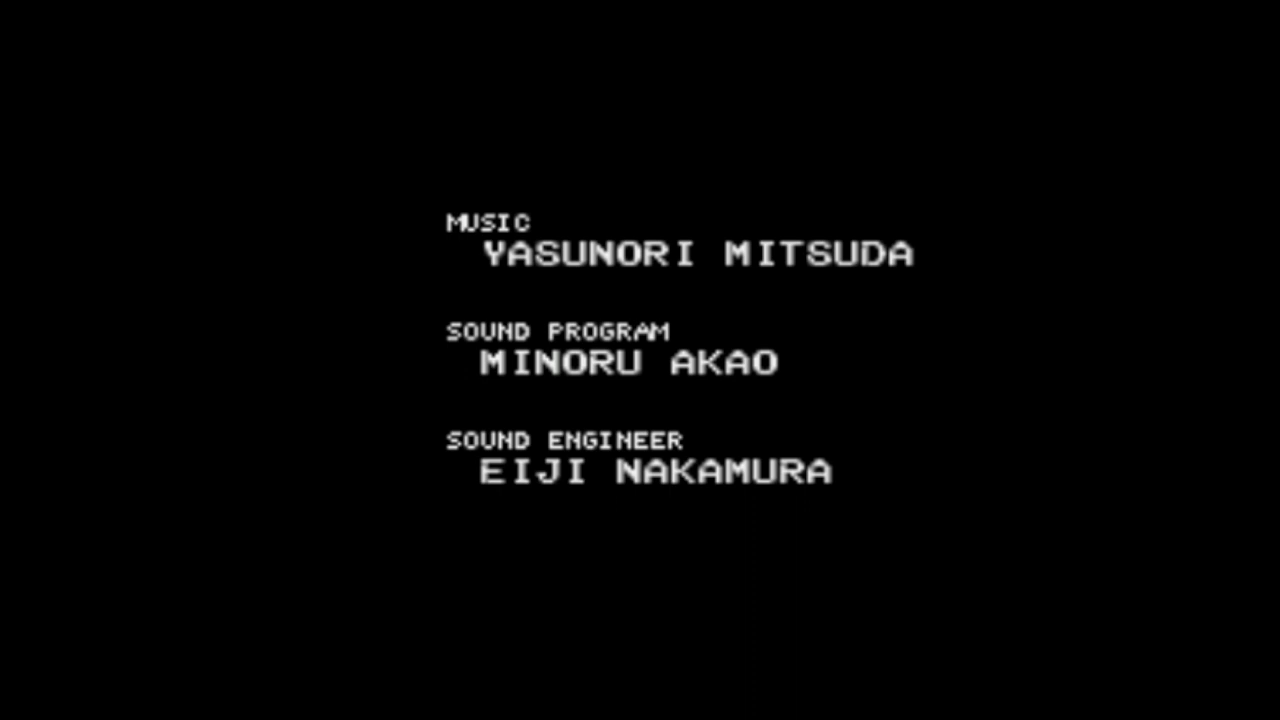 MUSIC
YASUNORI MITSUDA
SOUND PROGRAM
MINORU AKAO
SOUND ENGINEER
EIJI NAKAMURA